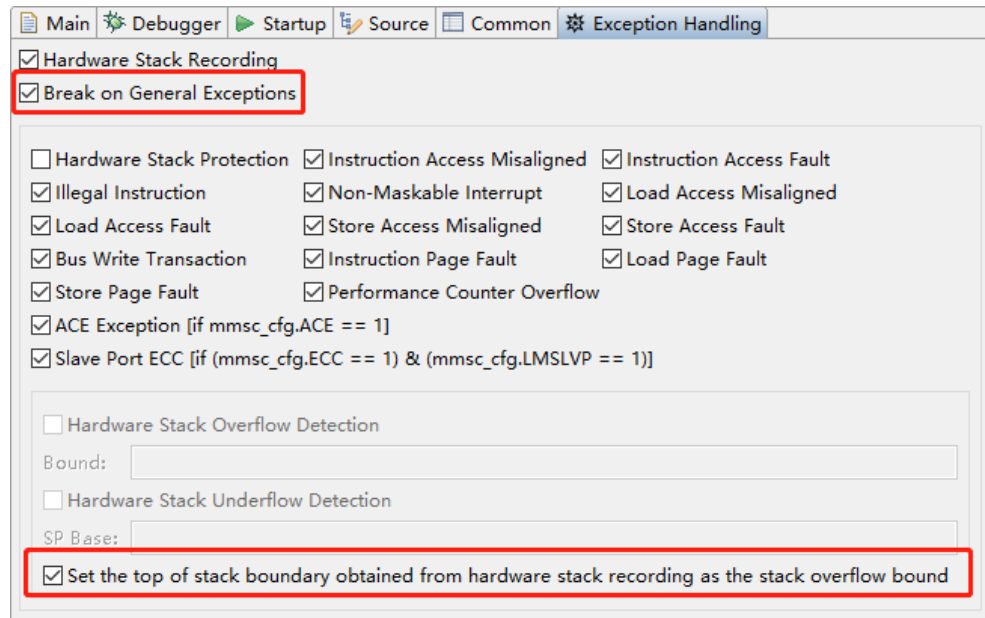 Main Debugger Startup Source Common Exception Handling
Hardware Stack Recording
Break on General Exceptions
Hardware Stack Protection Instruction Access Misaligned Instruction Access Fault
Illegal Instruction Non-Maskable Interrupt Load Access Misaligned
Load Access Fault Store Access Misaligned Store Access Fault
Bus Write Transaction Instruction Page Fault Load Page Fault
Store Page Fault Performance Counter Overflow
ACE Exception [if mmsc_cfg.ACE == 1]
Slave Port ECC [if (mmsc_cfg.ECC == 1) & (mmsc_cfg.LMSLVP == 1)]
Hardware Stack Overflow Detection
Bound:
Hardware Stack Underflow Detection
SP Base:
Set the top of stack boundary obtained from hardware stack recording as the stack overflow bound